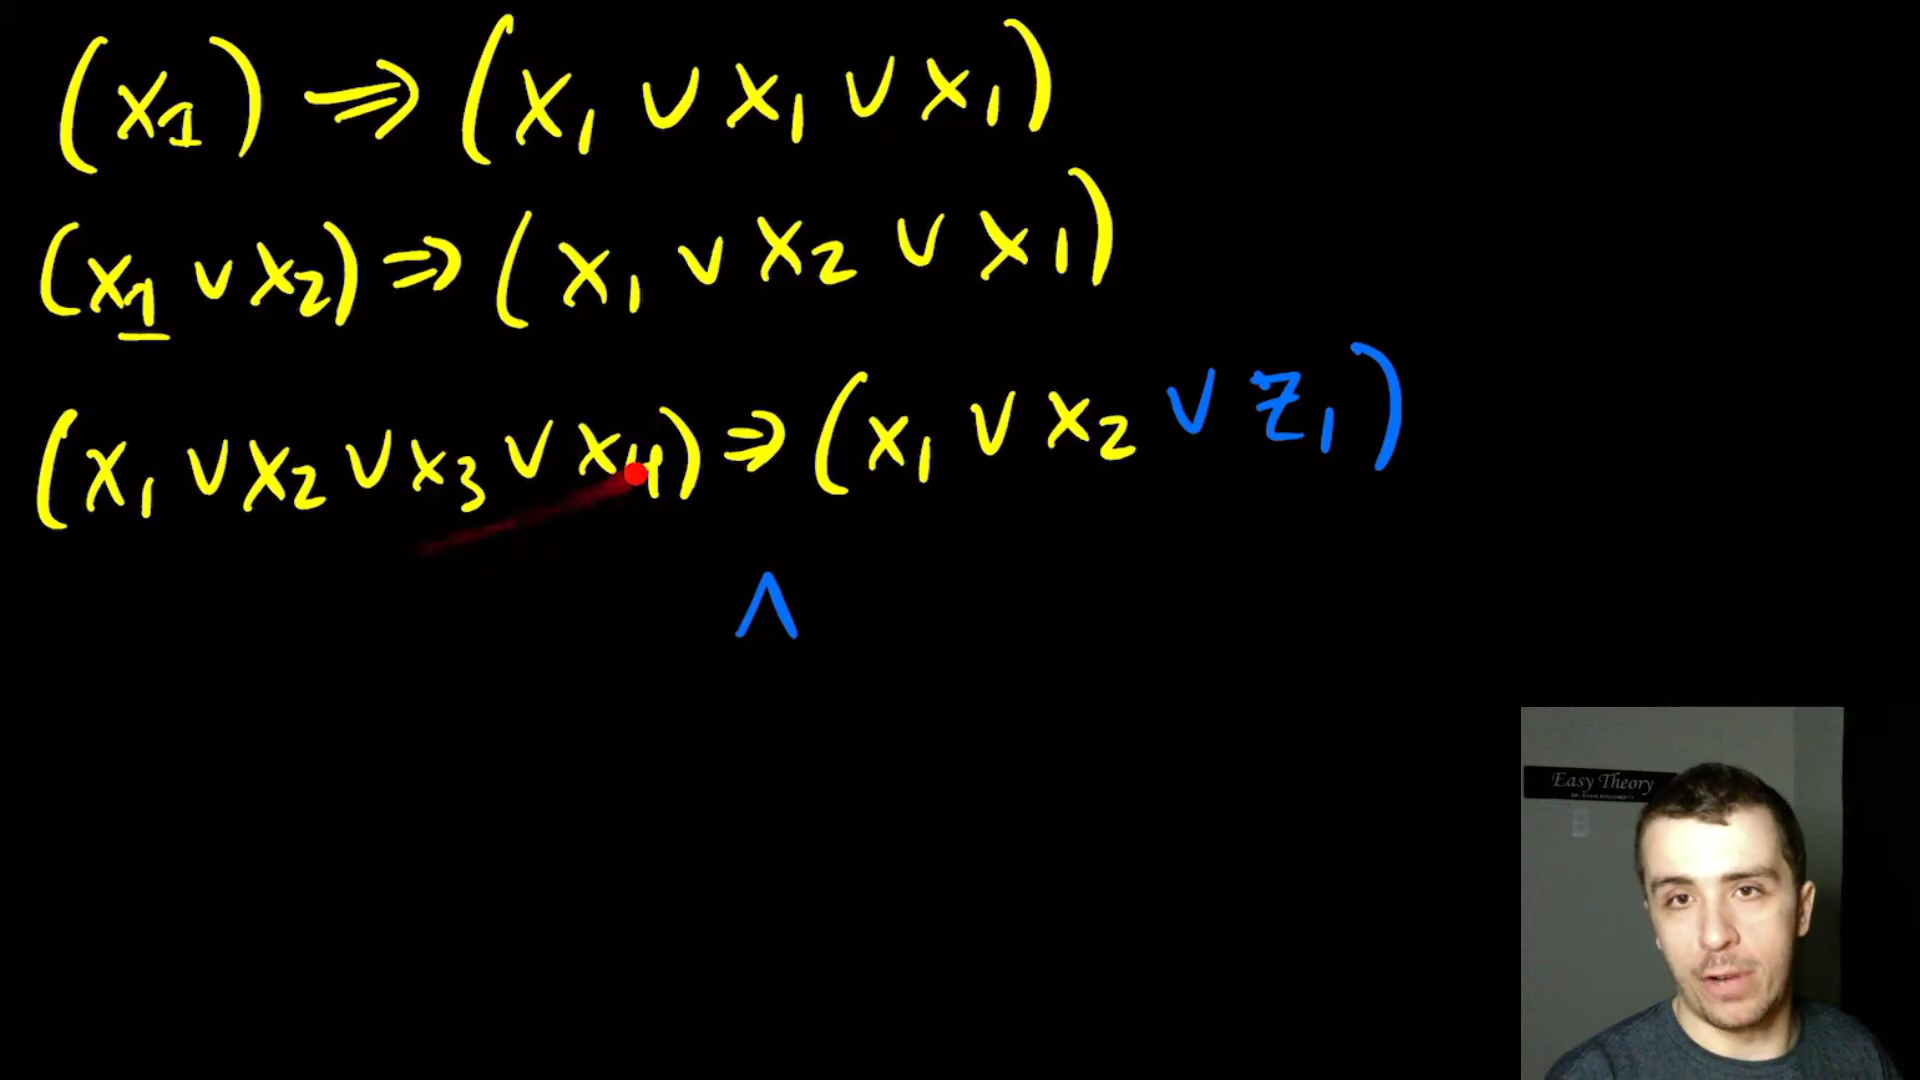 (x₁) ⇒ (x₁ ∨ x₁ ∨ x₁)
(x₁ ∨ x₂) ⇒ (x₁ ∨ x₂ ∨ x₁)
(x₁ ∨ x₂ ∨ x₃ ∨ x₄) ⇒ (x₁ ∨ x₂ ∨ z₁)
∧
Easy Theory